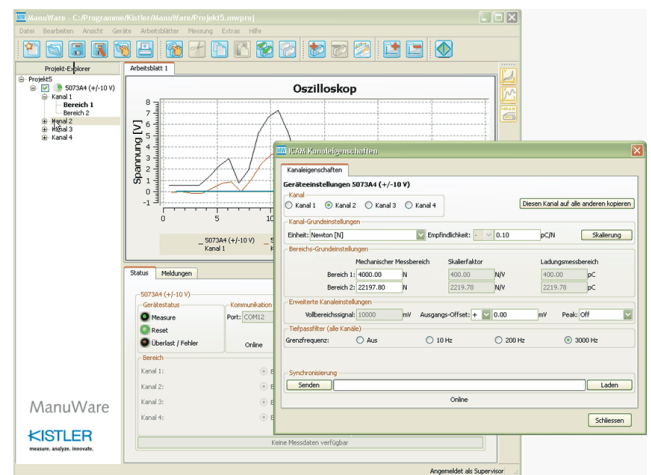 ManuWare - C:/Programme/Kistler/ManuWare/Projekt5.mwproj
Datei Bearbeiten Ansicht Geräte Arbeitsblätter Messung Extras Hilfe
Projekt-Explorer
Projekt5
5073A4 (+/-10 V)
Kanal 1
Bereich 1
Bereich 2
Kanal 2
Kanal 3
Kanal 4
Arbeitsblatt 1
Oszilloskop
Spannung [V]
8
7
6
5
4
3
2
1
0
-1
0 5 10
5073A4 (+/-10 V)
Kanal 1
ICAM Kanaleigenschaften
Kanaleigenschaften
Geräteeinstellungen 5073A4 (+/-10 V)
Kanal
Kanal 1 Kanal 2 Kanal 3 Kanal 4 Diesen Kanal auf alle anderen kopieren
Kanal-Grundeinstellungen
Einheit: Newton [N] Empfindlichkeit: - 0.10 pC/N Skalierung
Bereichs-Grundeinstellungen
Mechanischer Messbereich Skalierfaktor Ladungsmessbereich
Bereich 1: 4000.00 N 400.00 N/V 400.00 pC
Bereich 2: 22197.80 N 2219.78 N/V 2219.78 pC
Erweiterte Kanaleinstellungen
Vollbereichssignal: 10000 mV Ausgangs-Offset: + 0.00 mV Peak: Off
Tiefpassfilter (alle Kanäle)
Grenzfrequenz: Aus 10 Hz 200 Hz 3000 Hz
Synchronisierung
Senden Laden
Online
Schliessen
Status Meldungen
5073A4 (+/-10 V)
Gerätestatus
Measure
Reset
Überlast / Fehler
Kommunikation
Port: COM12
Online
Bereich
Kanal 1:
Kanal 2:
Kanal 3:
Kanal 4:
Keine Messdaten verfügbar
ManuWare
KISTLER
measure. analyze. innovate.
Angemeldet als Supervisor